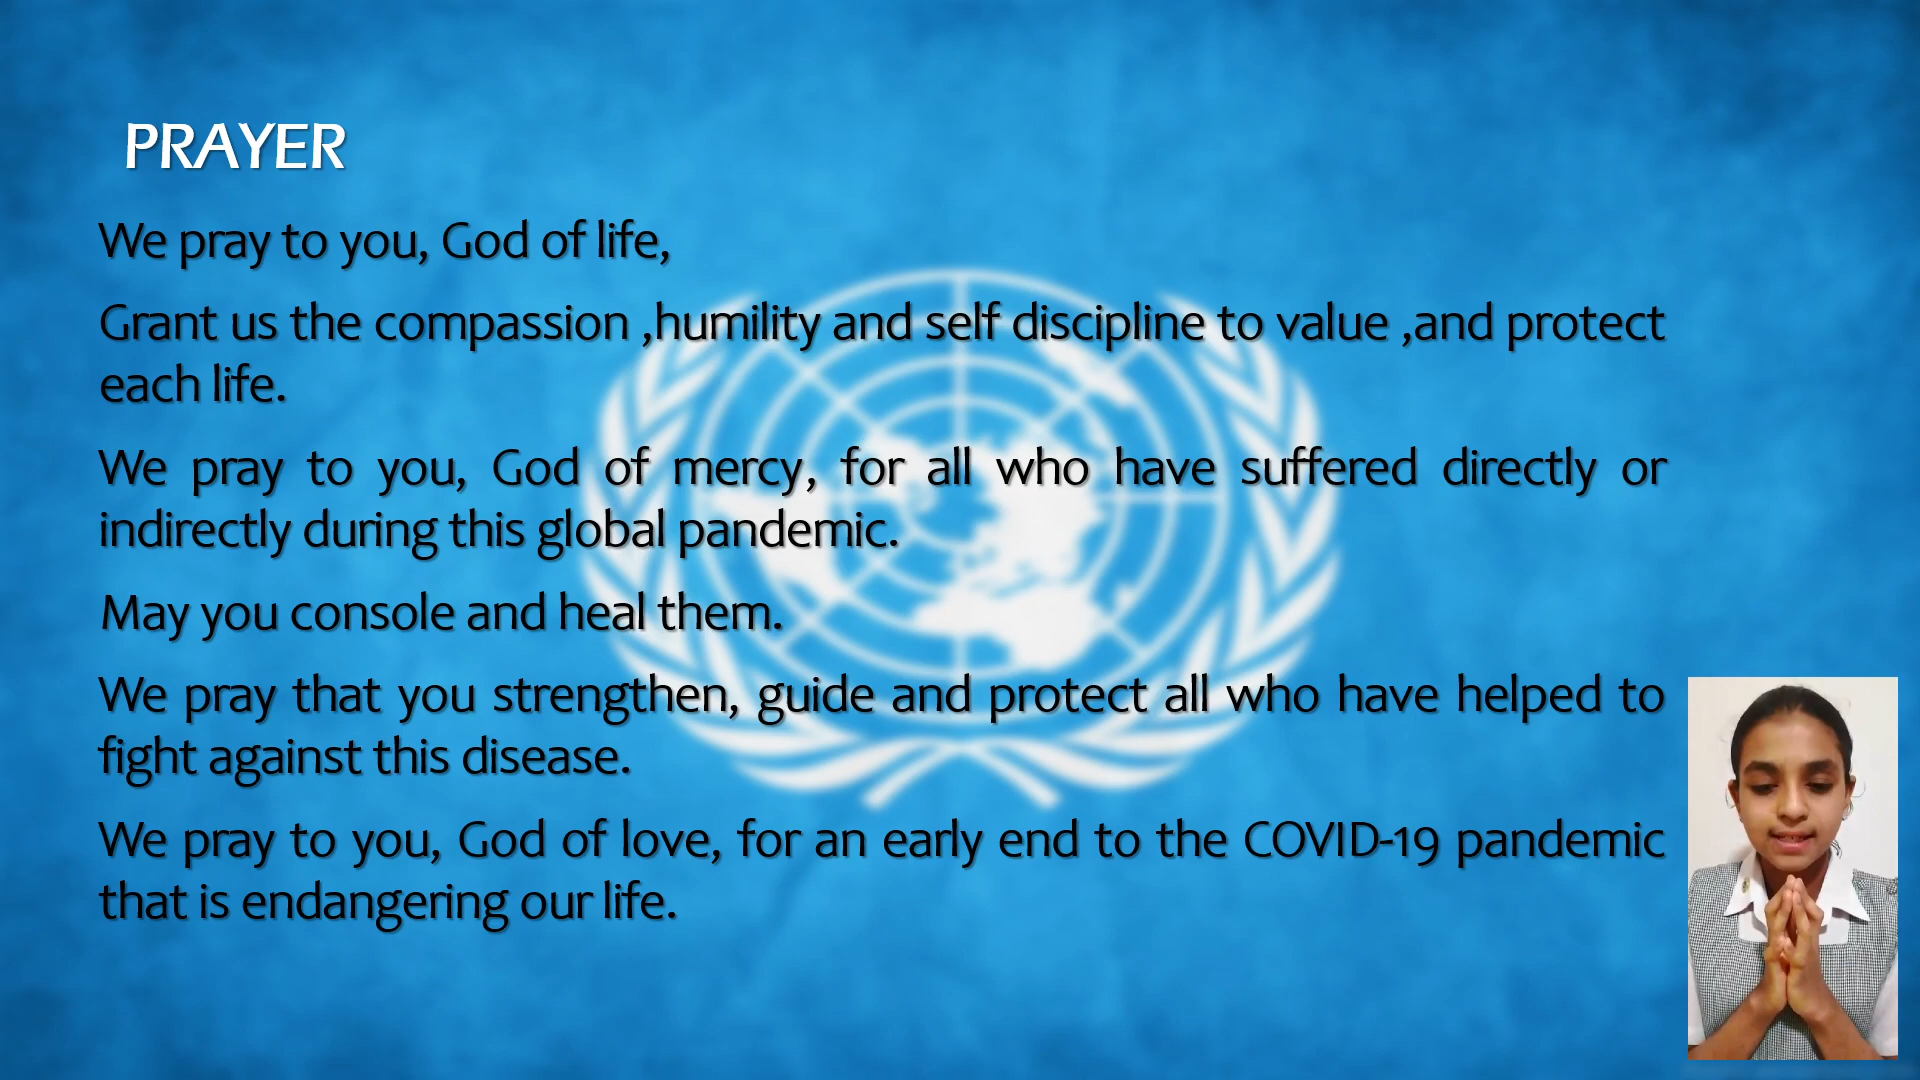 PRAYER
We pray to you, God of life,
Grant us the compassion ,humility and self discipline to value ,and protect
each life.
We pray to you, God of mercy, for all who have suffered directly or
indirectly during this global pandemic.
May you console and heal them.
We pray that you strengthen, guide and protect all who have helped to
fight against this disease.
We pray to you, God of love, for an early end to the COVID-19 pandemic
that is endangering our life.